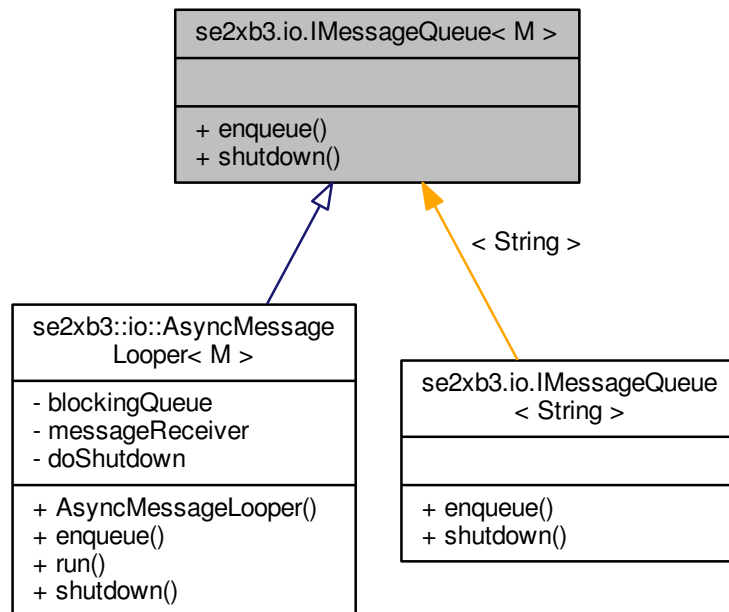 se2xb3.io.IMessageQueue< M >
+ enqueue()
+ shutdown()
< String >
se2xb3::io::AsyncMessage
Looper< M >
- blockingQueue
- messageReceiver
- doShutdown
+ AsyncMessageLooper()
+ enqueue()
+ run()
+ shutdown()
se2xb3.io.IMessageQueue
< String >
+ enqueue()
+ shutdown()